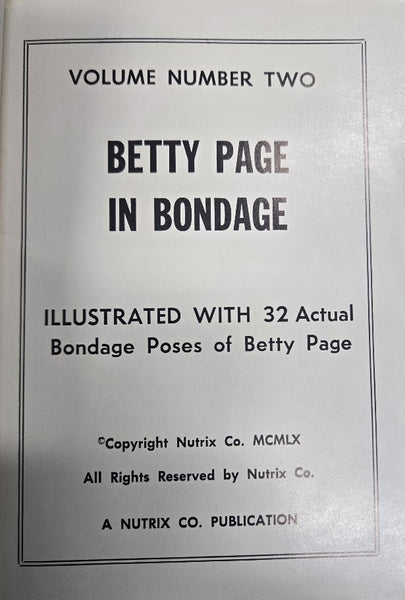 VOLUME NUMBER TWO
BETTY PAGE
IN BONDAGE
ILLUSTRATED WITH 32 Actual
Bondage Poses of Betty Page
©Copyright Nutrix Co. MCMLX
All Rights Reserved by Nutrix Co.
A NUTRIX CO. PUBLICATION